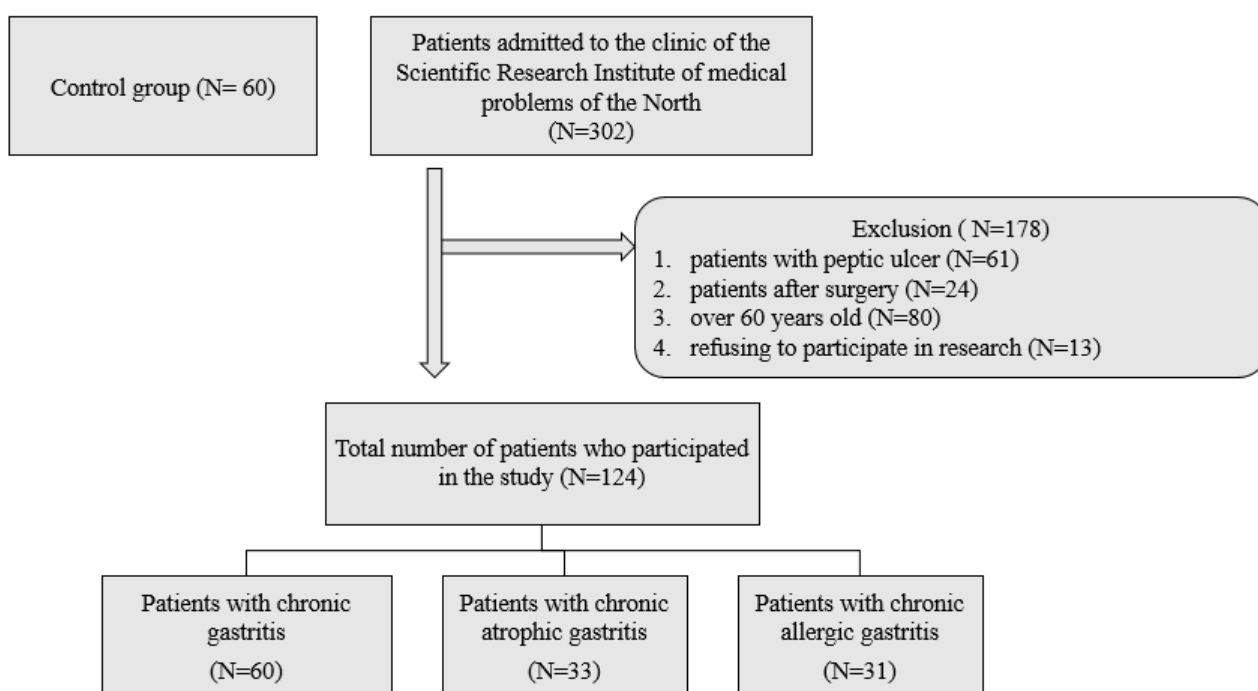 Control group (N= 60)
Patients admitted to the clinic of the
Scientific Research Institute of medical
problems of the North
(N=302)
Exclusion ( N=178)
1. patients with peptic ulcer (N=61)
2. patients after surgery (N=24)
3. over 60 years old (N=80)
4. refusing to participate in research (N=13)
Total number of patients who participated
in the study (N=124)
Patients with chronic
gastritis
(N=60)
Patients with chronic
atrophic gastritis
(N=33)
Patients with chronic
allergic gastritis
(N=31)